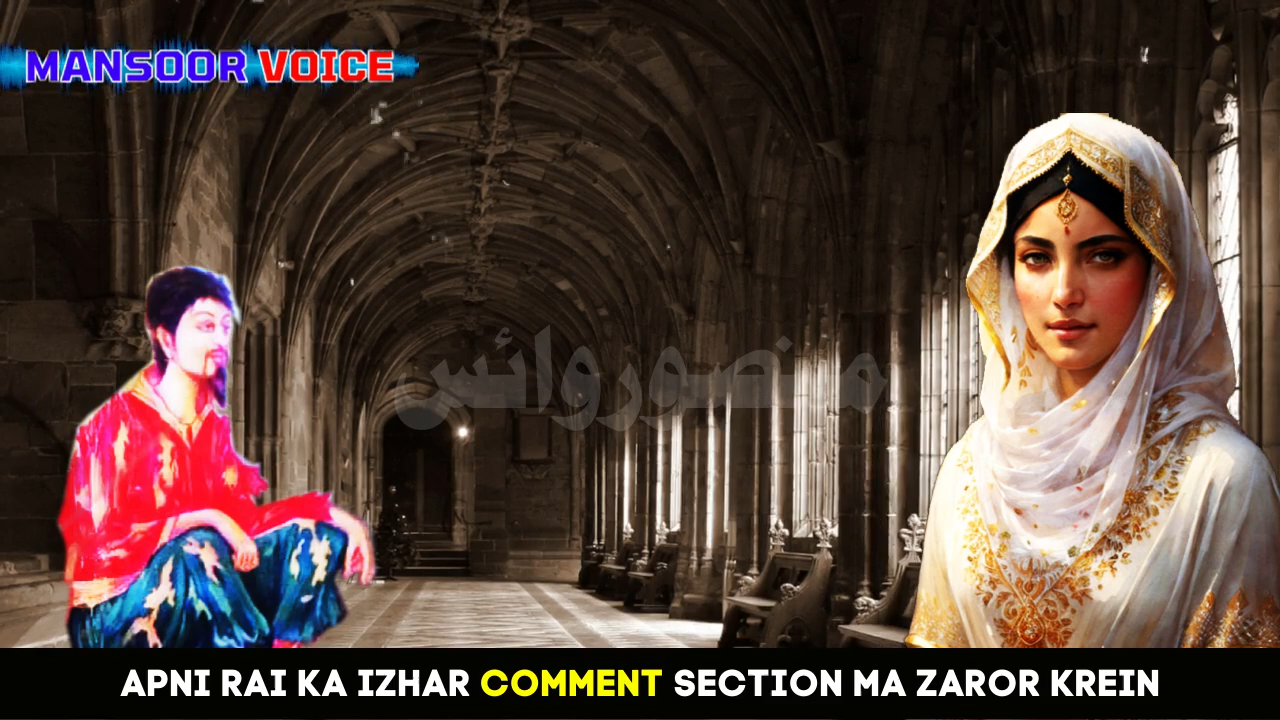 MANSOOR VOICE
منصور وائس
APNI RAI KA IZHAR COMMENT SECTION MA ZAROR KREIN